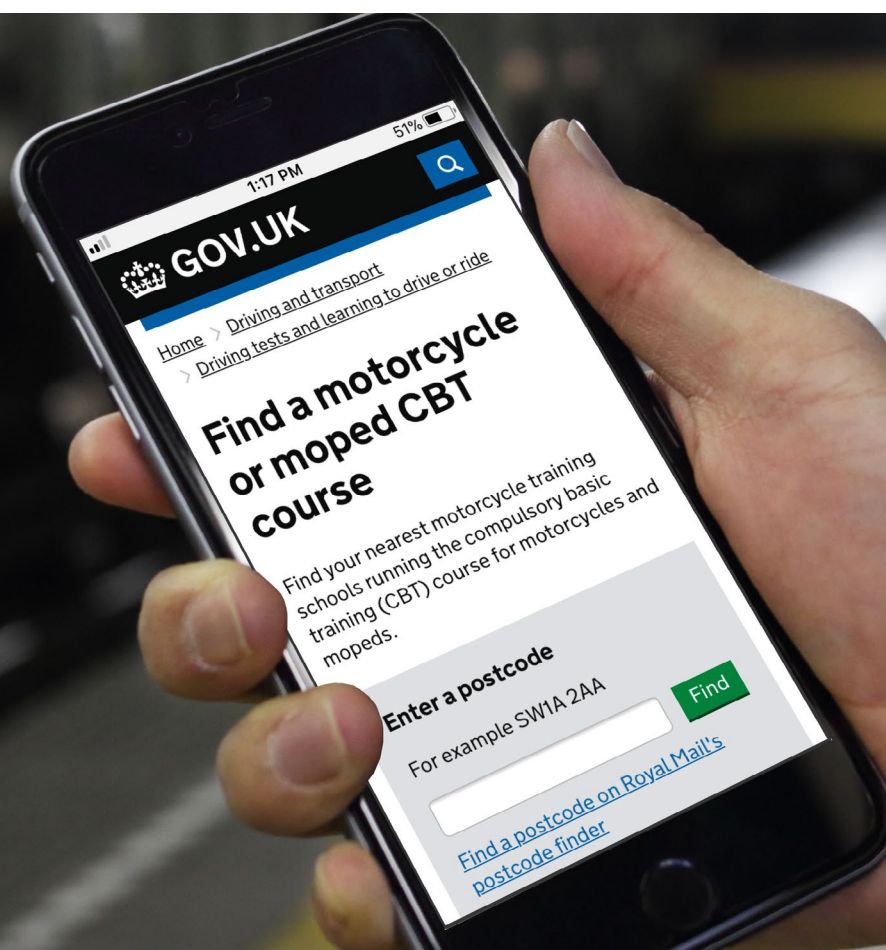 51%
1:17 PM
GOV.UK
Home > Driving and transport
> Driving tests and learning to drive or ride
Find a motorcycle
or moped CBT
course
Find your nearest motorcycle training
schools running the compulsory basic
training (CBT) course for motorcycles and
mopeds.
Enter a postcode
For example SW1A 2AA
Find
Find a postcode on Royal Mail's
postcode finder